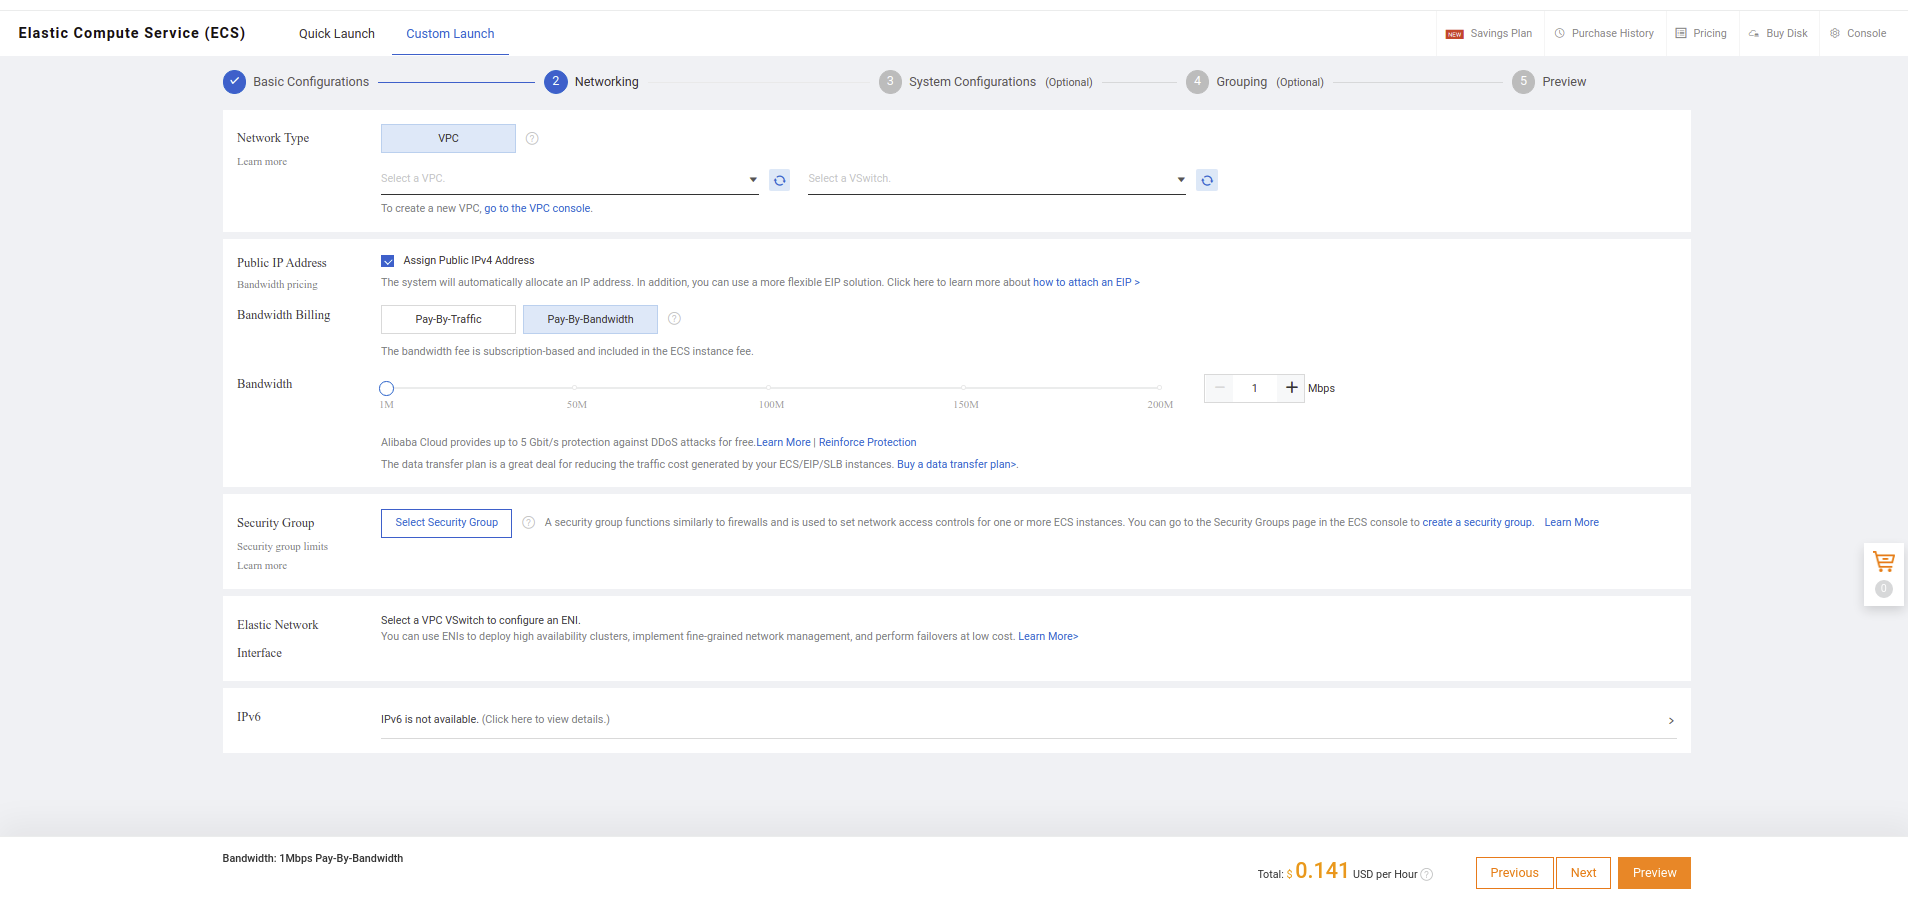 Elastic Compute Service (ECS)
Quick Launch
Custom Launch
NEW Savings Plan
Purchase History
Pricing
Buy Disk
Console
Basic Configurations
2 Networking
3 System Configurations (Optional)
4 Grouping (Optional)
5 Preview
Network Type
Learn more
VPC
?
Select a VPC.
Select a VSwitch.
To create a new VPC, go to the VPC console.
Public IP Address
Bandwidth pricing
Assign Public IPv4 Address
The system will automatically allocate an IP address. In addition, you can use a more flexible EIP solution. Click here to learn more about how to attach an EIP >
Bandwidth Billing
Pay-By-Traffic
Pay-By-Bandwidth
?
The bandwidth fee is subscription-based and included in the ECS instance fee.
Bandwidth
1M
50M
100M
150M
200M
1
Mbps
Alibaba Cloud provides up to 5 Gbit/s protection against DDoS attacks for free.Learn More | Reinforce Protection
The data transfer plan is a great deal for reducing the traffic cost generated by your ECS/EIP/SLB instances. Buy a data transfer plan>.
Security Group
Security group limits
Learn more
Select Security Group
?
A security group functions similarly to firewalls and is used to set network access controls for one or more ECS instances. You can go to the Security Groups page in the ECS console to create a security group. Learn More
0
Elastic Network
Interface
Select a VPC VSwitch to configure an ENI.
You can use ENIs to deploy high availability clusters, implement fine-grained network management, and perform failovers at low cost. Learn More>
IPv6
IPv6 is not available. (Click here to view details.)
Bandwidth: 1Mbps Pay-By-Bandwidth
Total: $ 0.141 USD per Hour ?
Previous
Next
Preview